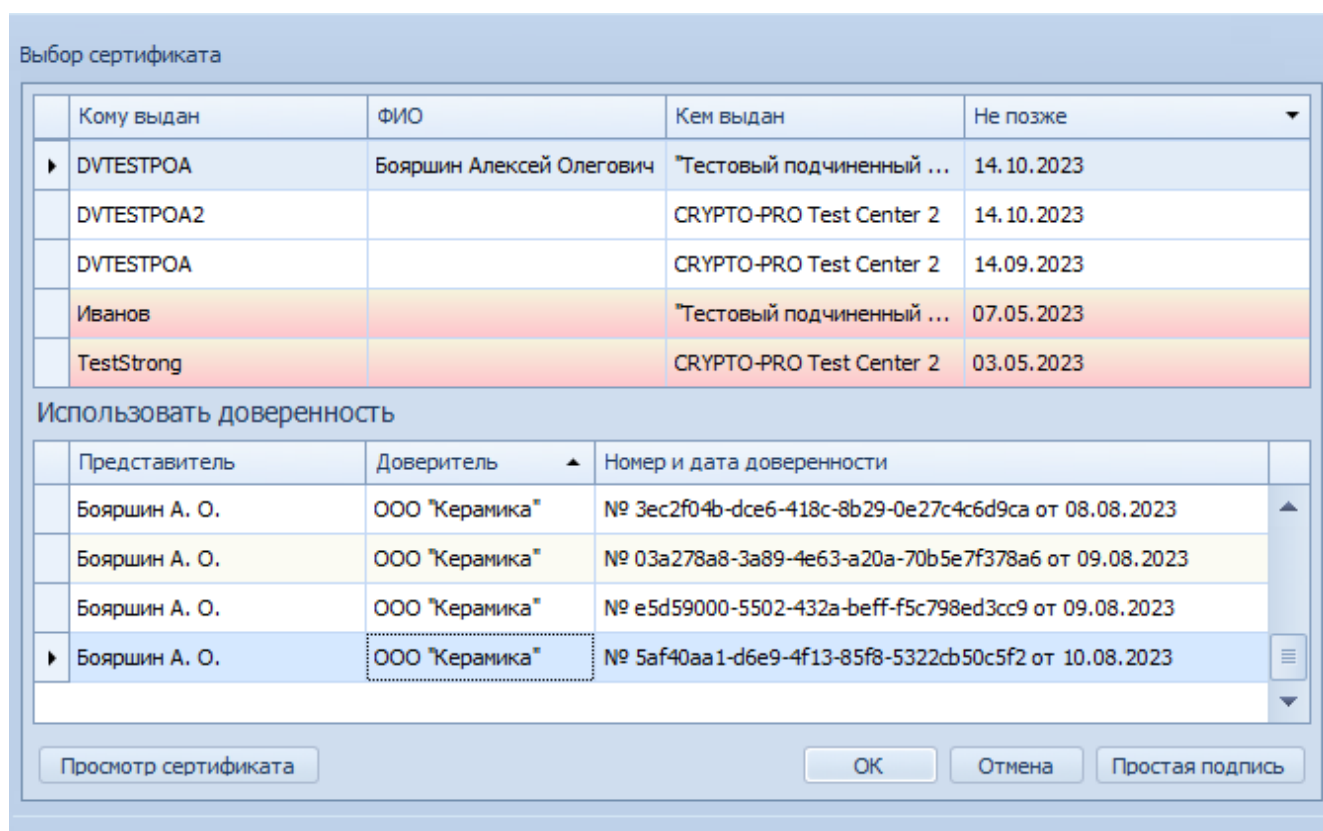 Выбор сертификата
Кому выдан ФИО Кем выдан Не позже
DVTESTPOA Бояршин Алексей Олегович "Тестовый подчиненный ... 14.10.2023
DVTESTPOA2 CRYPTO-PRO Test Center 2 14.10.2023
DVTESTPOA CRYPTO-PRO Test Center 2 14.09.2023
Иванов "Тестовый подчиненный ... 07.05.2023
TestStrong CRYPTO-PRO Test Center 2 03.05.2023
Использовать доверенность
Представитель Доверитель Номер и дата доверенности
Бояршин А. О. ООО "Керамика" № 3ec2f04b-dce6-418c-8b29-0e27c4c6d9ca от 08.08.2023
Бояршин А. О. ООО "Керамика" № 03a278a8-3a89-4e63-a20a-70b5e7f378a6 от 09.08.2023
Бояршин А. О. ООО "Керамика" № e5d59000-5502-432a-beff-f5c798ed3cc9 от 09.08.2023
Бояршин А. О. ООО "Керамика" № 5af40aa1-d6e9-4f13-85f8-5322cb50c5f2 от 10.08.2023
Просмотр сертификата ОК Отмена Простая подпись